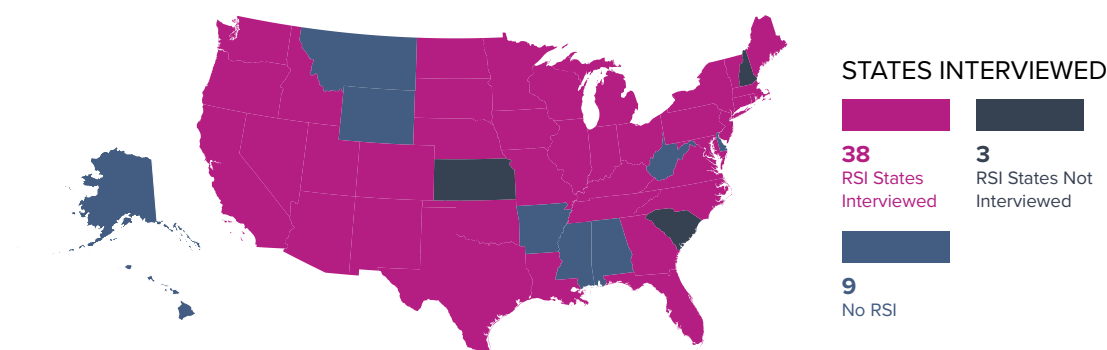 STATES INTERVIEWED
38
RSI States
Interviewed
3
RSI States Not
Interviewed
9
No RSI